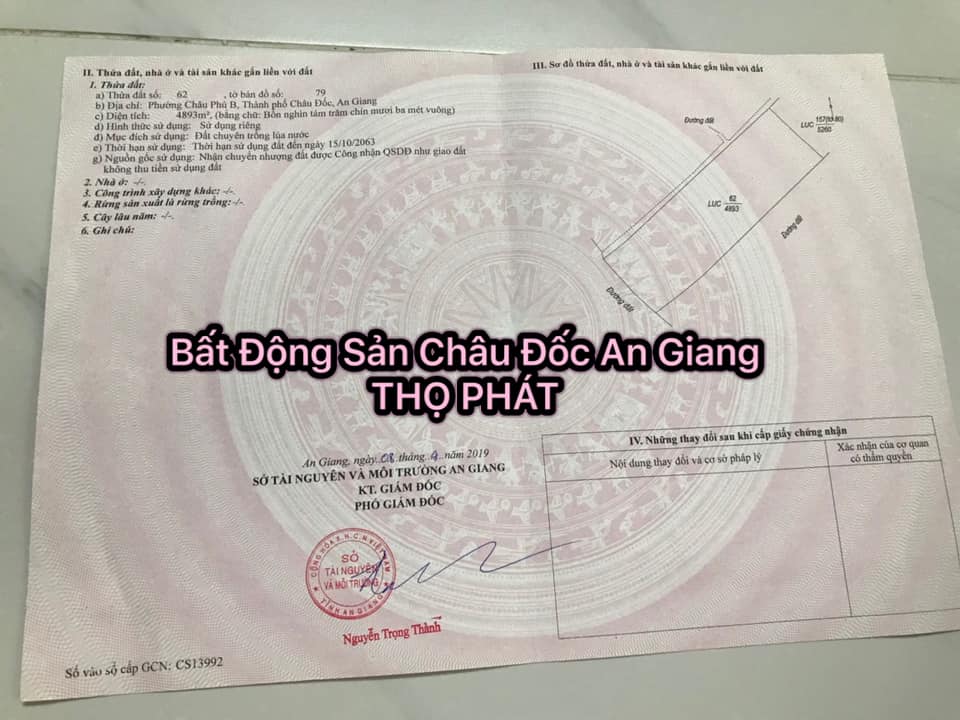 II. Thửa đất, nhà ở và tài sản khác gắn liền với đất
1. Thửa đất:
a) Thửa đất số: 62 , tờ bản đồ số: 79
b) Địa chỉ: Phường Châu Phú B, Thành phố Châu Đốc, An Giang
c) Diện tích: 4893m², (bằng chữ: Bốn nghìn tám trăm chín mươi ba mét vuông)
d) Hình thức sử dụng: Sử dụng riêng
đ) Mục đích sử dụng: Đất chuyên trồng lúa nước
e) Thời hạn sử dụng: Thời hạn sử dụng đất đến ngày 15/10/2063
g) Nguồn gốc sử dụng: Nhận chuyển nhượng đất được Công nhận QSDĐ như giao đất
không thu tiền sử dụng đất
2. Nhà ở: -/-.
3. Công trình xây dựng khác: -/-.
4. Rừng sản xuất là rừng trồng: -/-.
5. Cây lâu năm: -/-.
6. Ghi chú:
III. Sơ đồ thửa đất, nhà ở và tài sản khác gắn liền với đất
Đường đất
LUC 157(80-80)
5260
LUC 62
4893
Đường đất
Đường đất
Bất Động Sản Châu Đốc An Giang
THỌ PHÁT
An Giang, ngày 08 tháng 4 năm 2019
SỞ TÀI NGUYÊN VÀ MÔI TRƯỜNG AN GIANG
KT. GIÁM ĐỐC
PHÓ GIÁM ĐỐC
CỘNG HÒA X.H.C.N VIỆT NAM
SỞ
TÀI NGUYÊN
VÀ MÔI TRƯỜNG
TỈNH AN GIANG
Nguyễn Trọng Thành
Số vào sổ cấp GCN: CS13992
IV. Những thay đổi sau khi cấp giấy chứng nhận
Nội dung thay đổi và cơ sở pháp lý
Xác nhận của cơ quan
có thẩm quyền